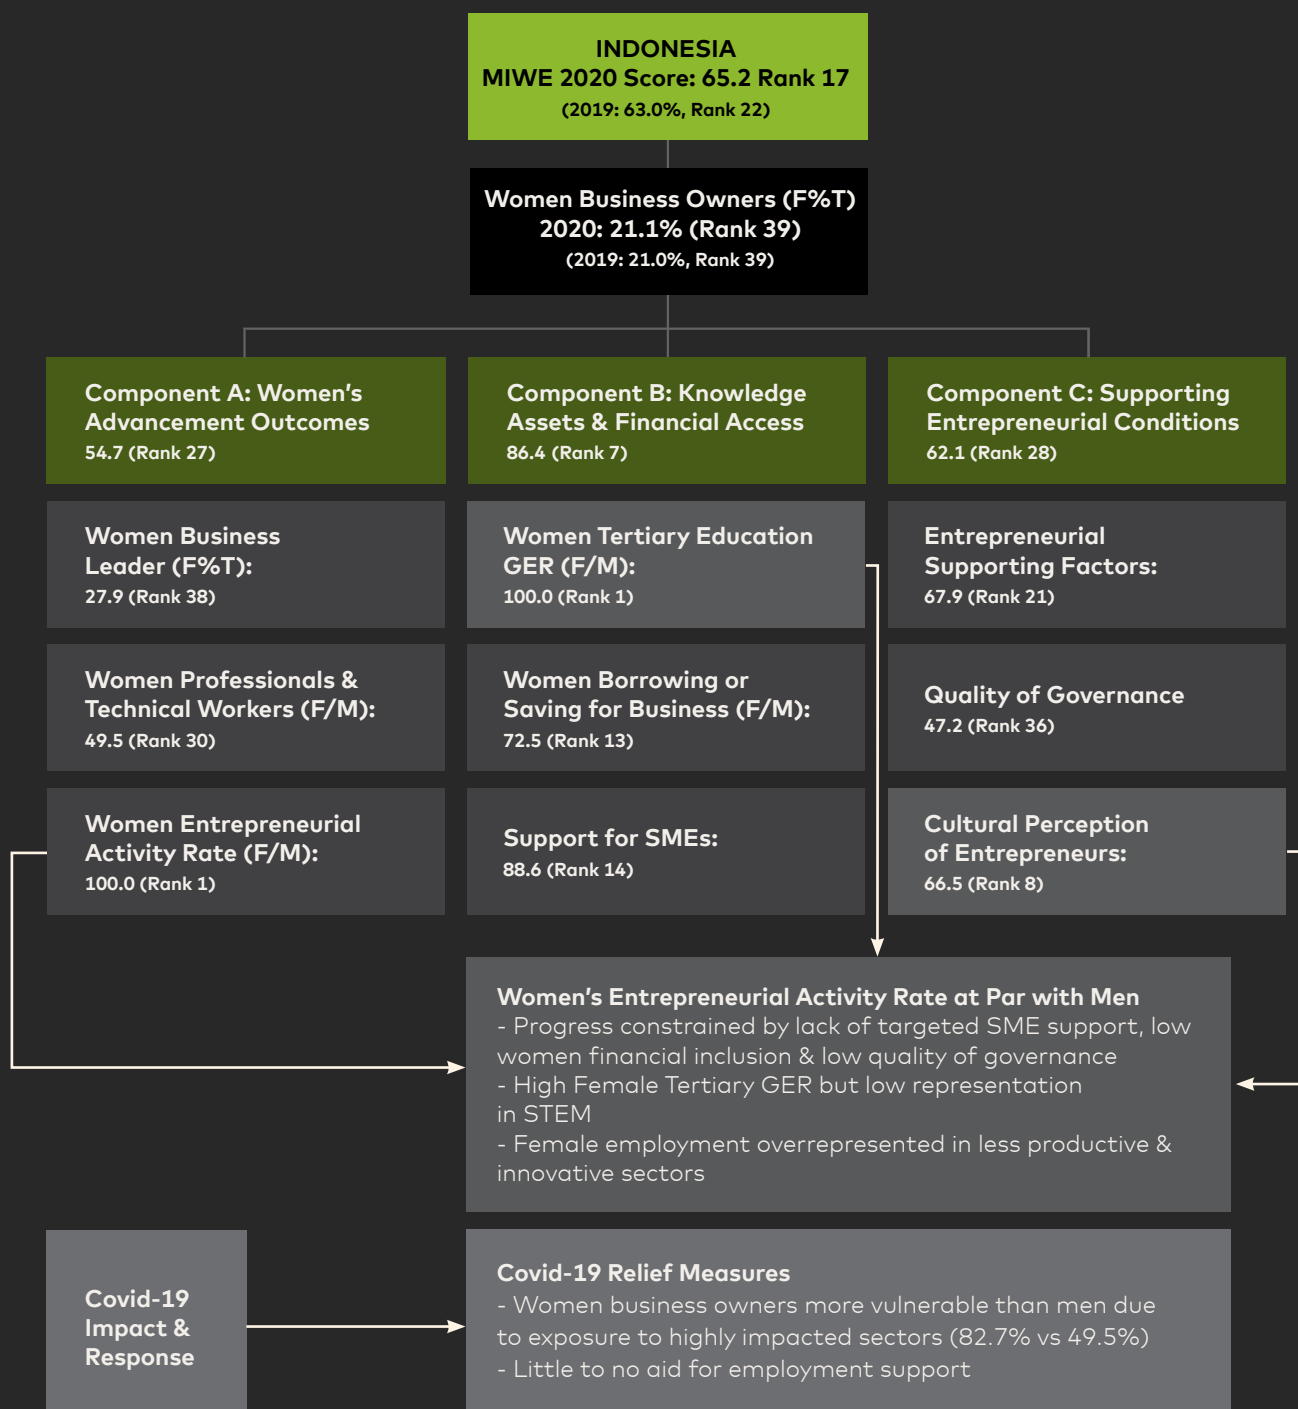 INDONESIA
MIWE 2020 Score: 65.2 Rank 17
(2019: 63.0%, Rank 22)
Women Business Owners (F%T)
2020: 21.1% (Rank 39)
(2019: 21.0%, Rank 39)
Component A: Women's
Advancement Outcomes
54.7 (Rank 27)
Women Business
Leader (F%T):
27.9 (Rank 38)
Women Professionals &
Technical Workers (F/M):
49.5 (Rank 30)
Women Entrepreneurial
Activity Rate (F/M):
100.0 (Rank 1)
Component B: Knowledge
Assets & Financial Access
86.4 (Rank 7)
Women Tertiary Education
GER (F/M):
100.0 (Rank 1)
Women Borrowing or
Saving for Business (F/M):
72.5 (Rank 13)
Support for SMEs:
88.6 (Rank 14)
Component C: Supporting
Entrepreneurial Conditions
62.1 (Rank 28)
Entrepreneurial
Supporting Factors:
67.9 (Rank 21)
Quality of Governance
47.2 (Rank 36)
Cultural Perception
of Entrepreneurs:
66.5 (Rank 8)
Women's Entrepreneurial Activity Rate at Par with Men
- Progress constrained by lack of targeted SME support, low
women financial inclusion & low quality of governance
- High Female Tertiary GER but low representation
in STEM
- Female employment overrepresented in less productive &
innovative sectors
Covid-19
Impact &
Response
Covid-19 Relief Measures
- Women business owners more vulnerable than men due
to exposure to highly impacted sectors (82.7% vs 49.5%)
- Little to no aid for employment support